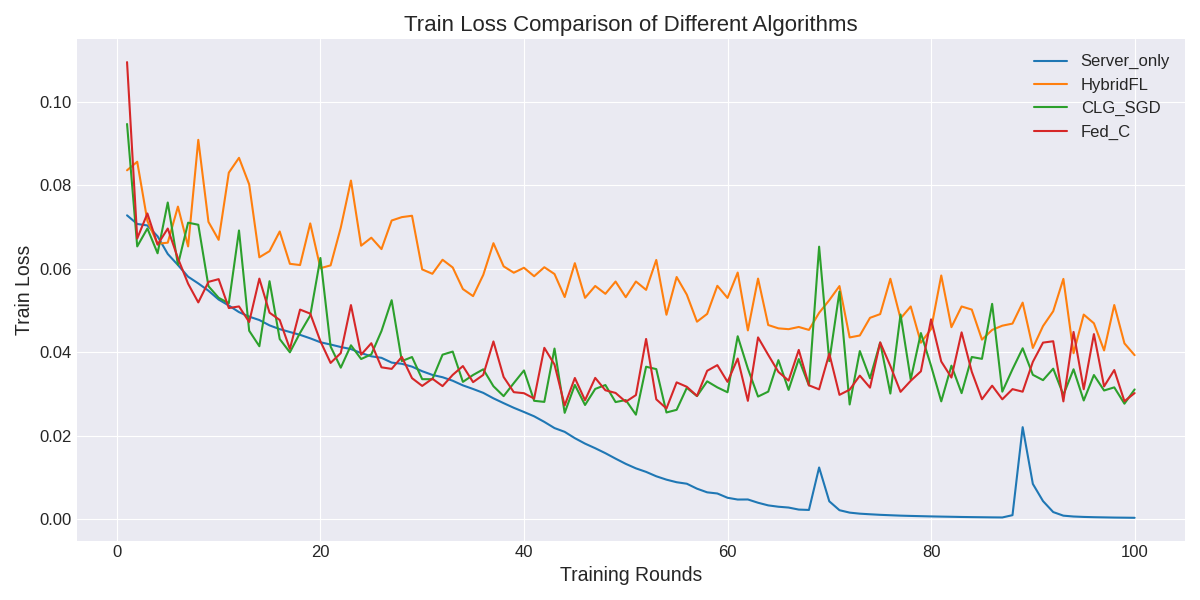 Train Loss Comparison of Different Algorithms
Train Loss
0.10
0.08
0.06
0.04
0.02
0.00
0 20 40 60 80 100
Training Rounds
Server_only
HybridFL
CLG_SGD
Fed_C